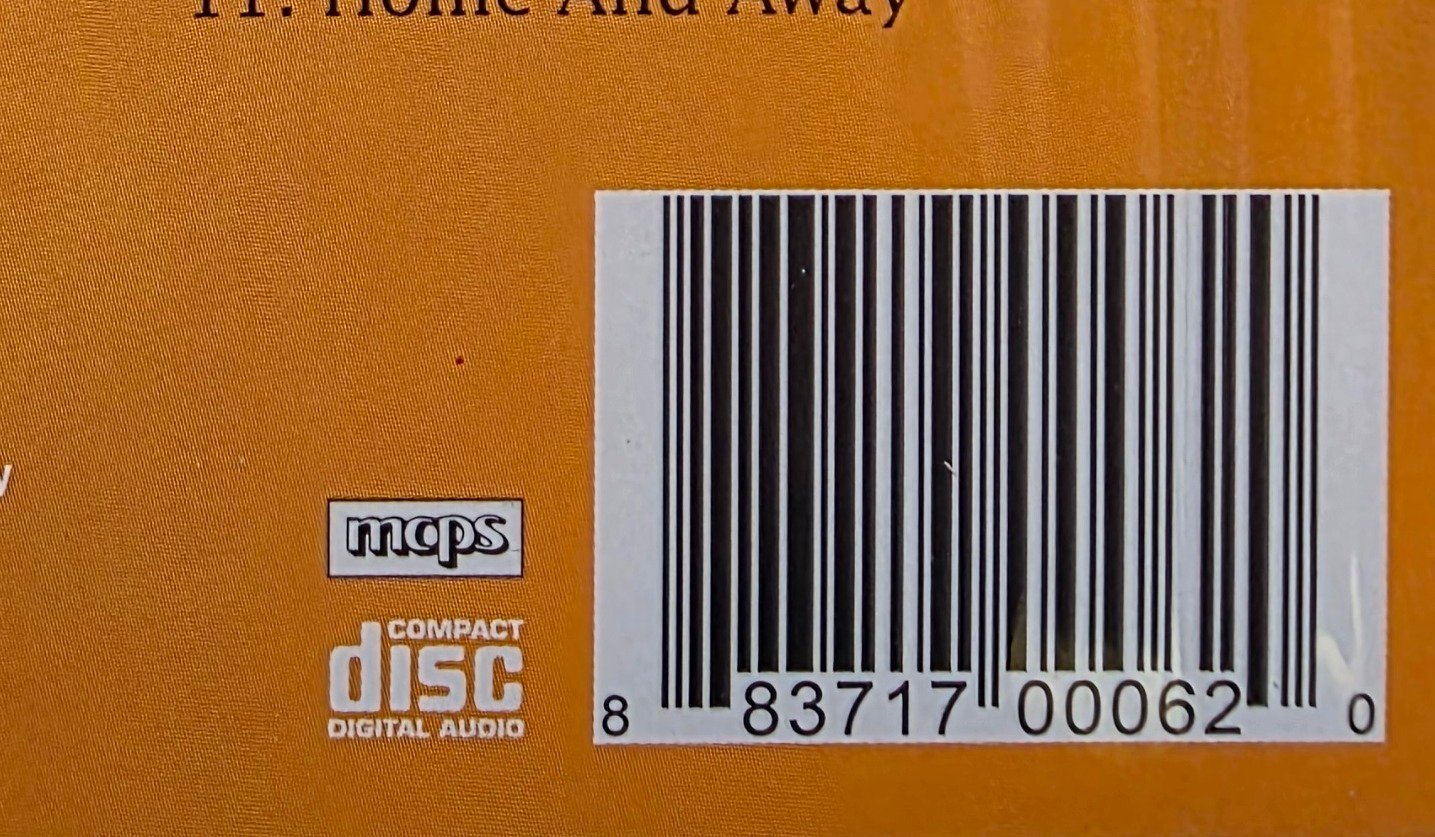 11. Home And Away
y
mcps
COMPACT
disc
DIGITAL AUDIO
8 83717 00062 0